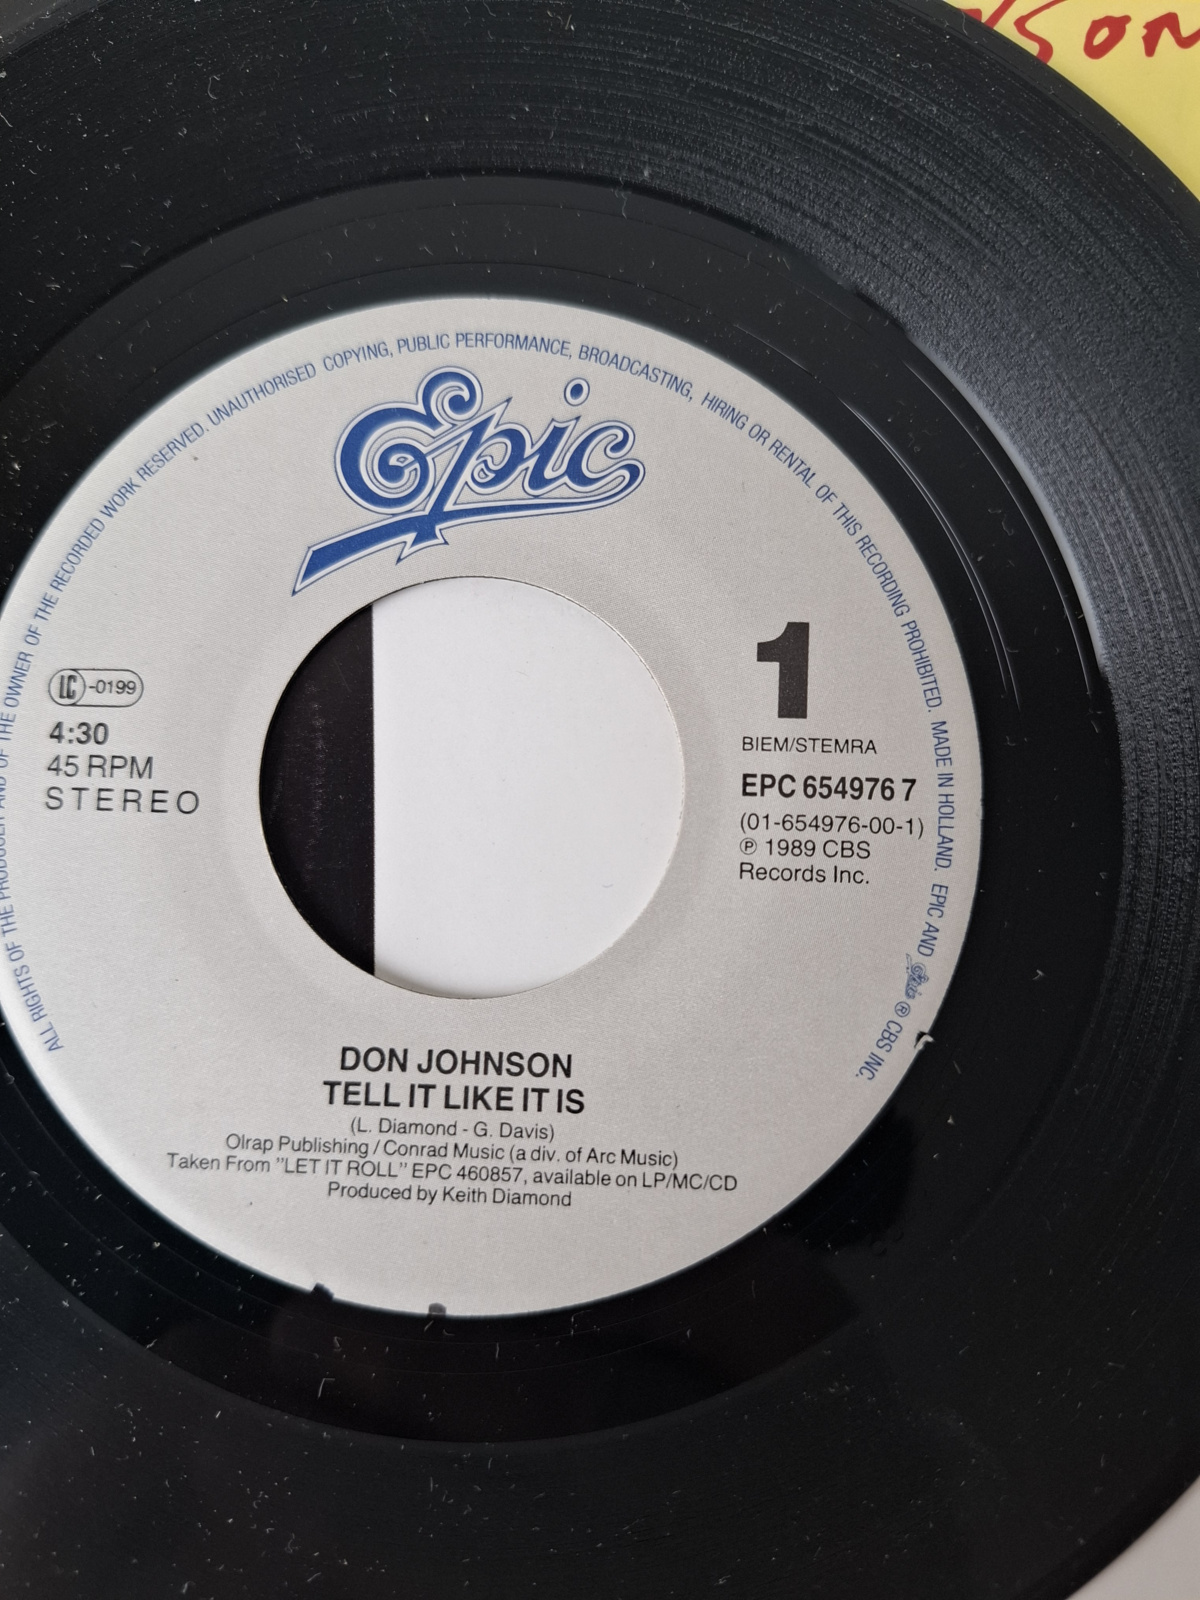 SON
ALL RIGHTS OF THE PRODUCER AND OF THE OWNER OF THE RECORDED WORK RESERVED. UNAUTHORISED COPYING, PUBLIC PERFORMANCE, BROADCASTING, HIRING OR RENTAL OF THIS RECORDING PROHIBITED. MADE IN HOLLAND. EPIC AND Epic ® CBS INC.
Epic
LC-0199
4:30
45 RPM
STEREO
1
BIEM/STEMRA
EPC 654976 7
(01-654976-00-1)
℗ 1989 CBS
Records Inc.
DON JOHNSON
TELL IT LIKE IT IS
(L. Diamond - G. Davis)
Olrap Publishing / Conrad Music (a div. of Arc Music)
Taken From "LET IT ROLL" EPC 460857, available on LP/MC/CD
Produced by Keith Diamond